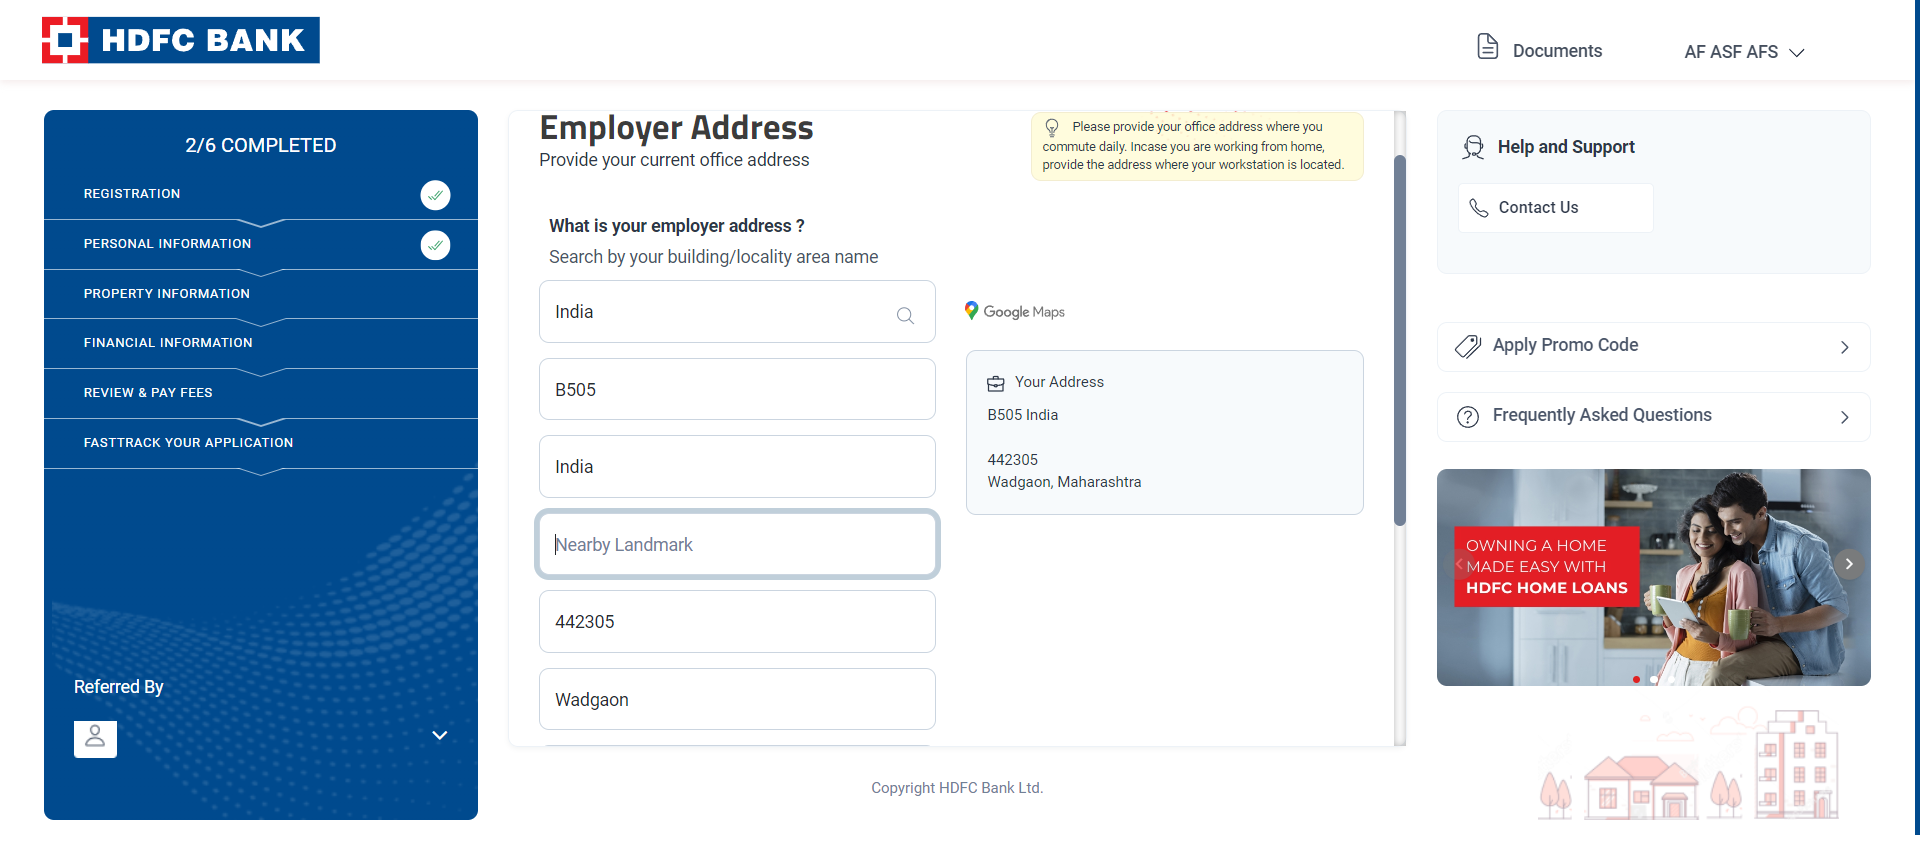 HDFC BANK
Documents
AF ASF AFS
2/6 COMPLETED
REGISTRATION
PERSONAL INFORMATION
PROPERTY INFORMATION
FINANCIAL INFORMATION
REVIEW & PAY FEES
FASTTRACK YOUR APPLICATION
Referred By
Employer Address
Provide your current office address
Please provide your office address where you
commute daily. Incase you are working from home,
provide the address where your workstation is located.
What is your employer address ?
Search by your building/locality area name
India
Google Maps
B505
India
Nearby Landmark
442305
Wadgaon
Your Address
B505 India
442305
Wadgaon, Maharashtra
Copyright HDFC Bank Ltd.
Help and Support
Contact Us
Apply Promo Code
Frequently Asked Questions
OWNING A HOME
MADE EASY WITH
HDFC HOME LOANS